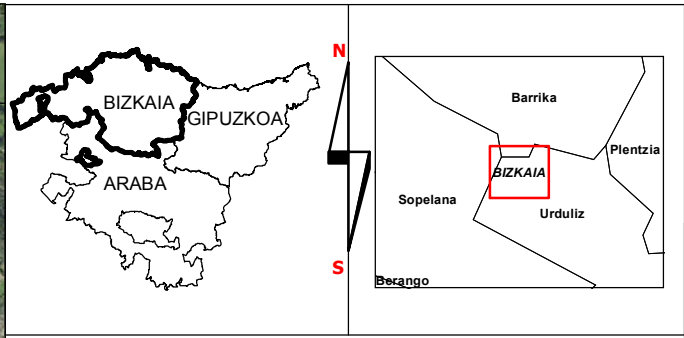 BIZKAIA
GIPUZKOA
ARABA
N
S
Barrika
Plentzia
BIZKAIA
Sopelana
Urduliz
Berango